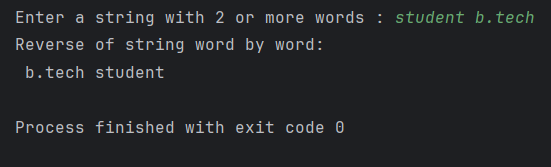 Enter a string with 2 or more words : student b.tech
Reverse of string word by word:
 b.tech student
Process finished with exit code 0